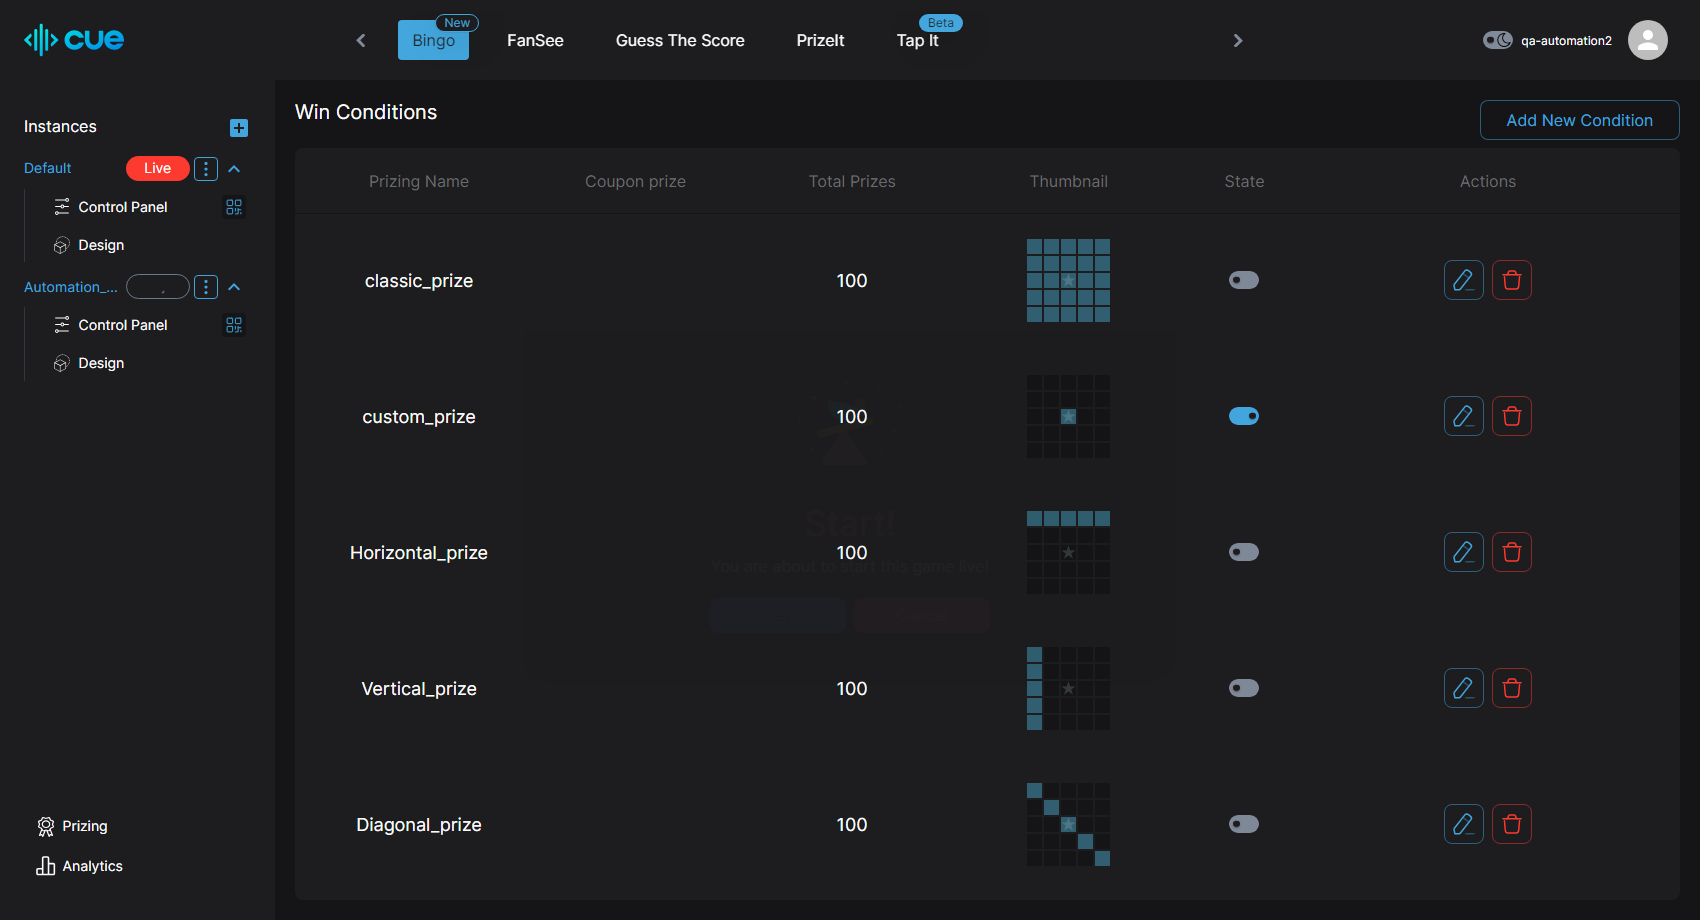 cue
New
Bingo
FanSee
Guess The Score
PrizeIt
Beta
Tap It
qa-automation2
Instances
Default
Live
Control Panel
Design
Automation_...
Control Panel
Design
Prizing
Analytics
Win Conditions
Add New Condition
Prizing Name Coupon prize Total Prizes Thumbnail State Actions
classic_prize 100
custom_prize 100
Start!
Horizontal_prize 100
You are about to start this game live!
Vertical_prize 100
Diagonal_prize 100